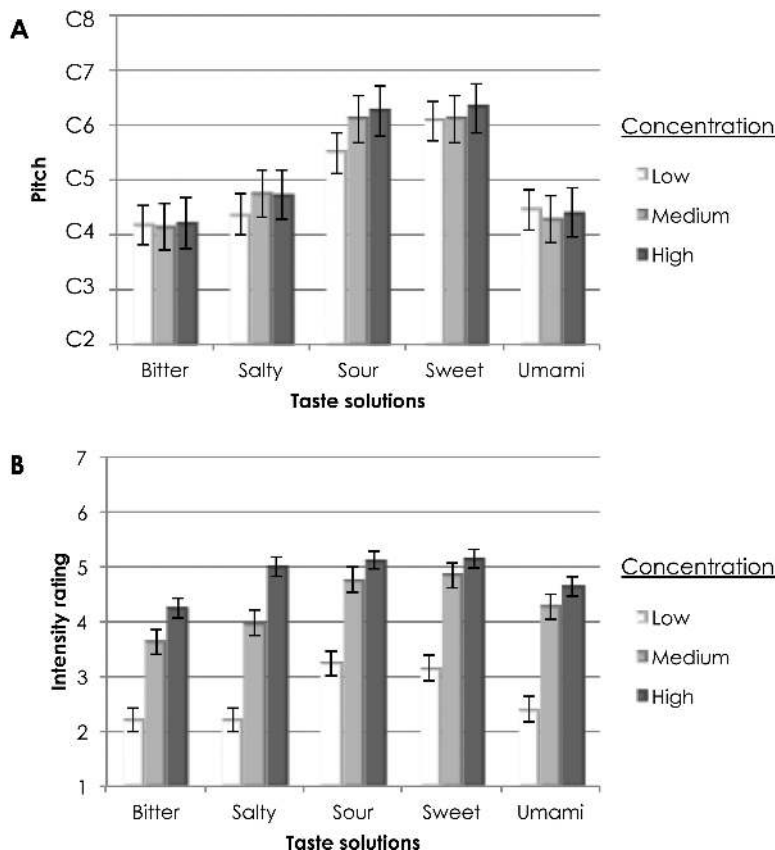 A
C8
C7
C6
C5
C4
C3
C2
Pitch
Bitter Salty Sour Sweet Umami
Taste solutions
Concentration
Low
Medium
High
B
7
6
5
4
3
2
1
Intensity rating
Bitter Salty Sour Sweet Umami
Taste solutions
Concentration
Low
Medium
High